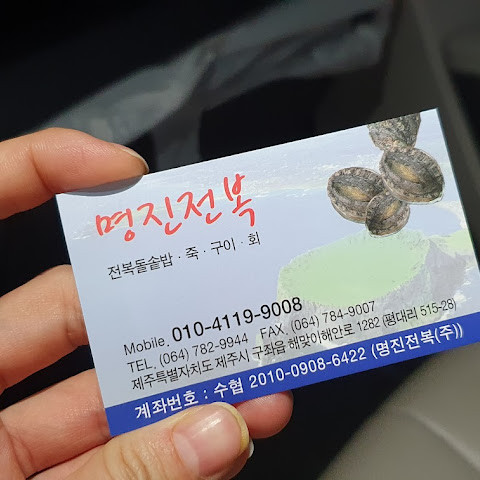 명진전복
전복돌솥밥 · 죽 · 구이 · 회
Mobile. 010-4119-9008
TEL. (064) 782-9944 FAX. (064) 784-9007
제주특별자치도 제주시 구좌읍 해맞이해안로 1282 (평대리 515-28)
계좌번호 : 수협 2010-0908-6422 (명진전복(주))